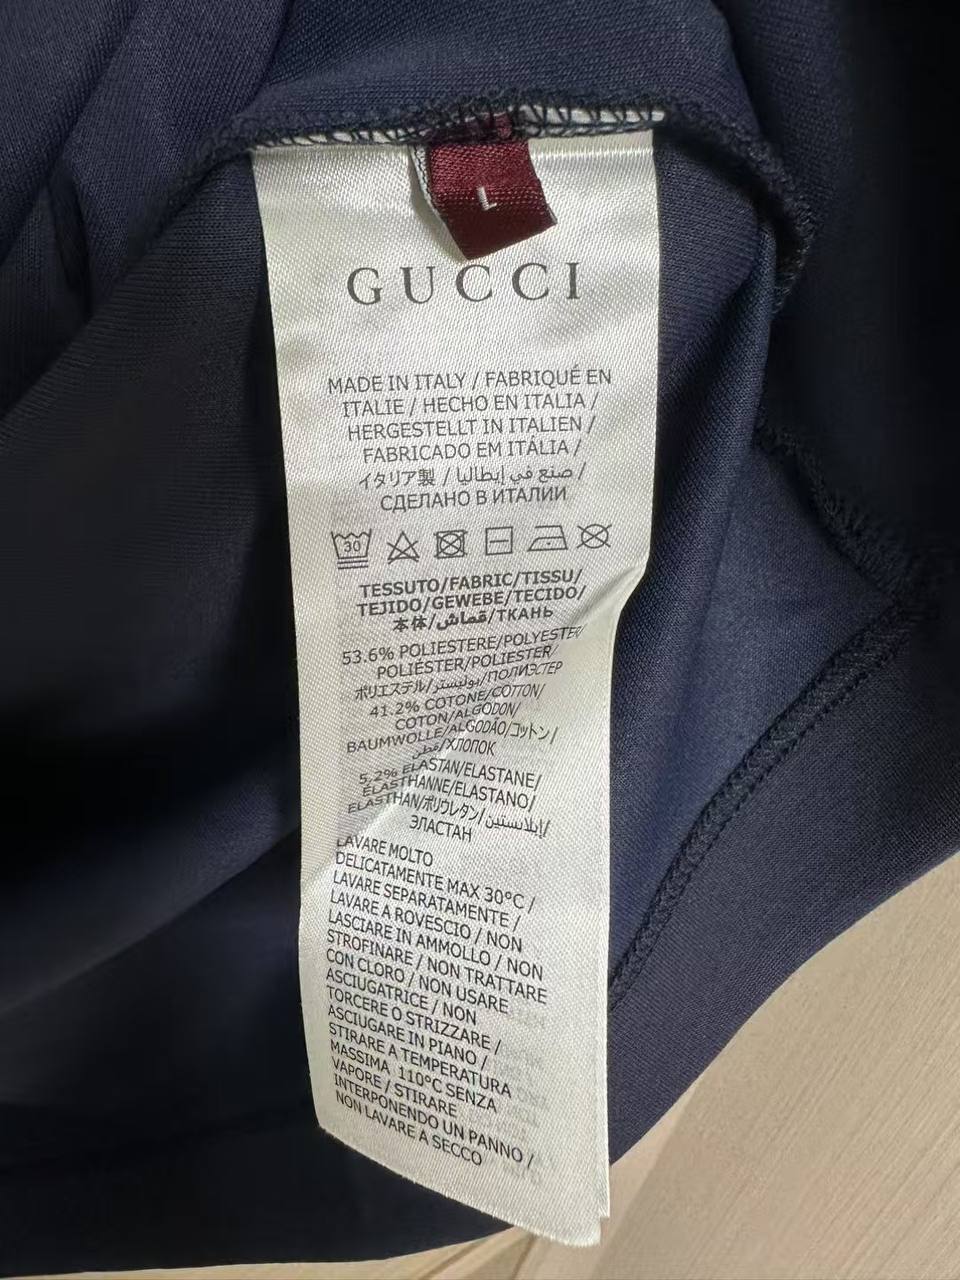 L
GUCCI
MADE IN ITALY / FABRIQUÉ EN
ITALIE / HECHO EN ITALIA /
HERGESTELLT IN ITALIEN /
FABRICADO EM ITÁLIA /
イタリア製 / صنع في إيطاليا /
СДЕЛАНО В ИТАЛИИ
30
TESSUTO/FABRIC/TISSU/
TEJIDO/GEWEBE/TECIDO/
本体/قماش/ТКАНЬ
53.6% POLIESTERE/POLYESTER/
POLIÉSTER/POLIESTER/
ポリエステル/بوليستر/ПОЛИЭСТЕР
41.2% COTONE/COTTON/
COTON/ALGODON/
BAUMWOLLE/ALGODÃO/コットン/
قطن/ХЛОПОК
5.2% ELASTAN/ELASTANE/
ÉLASTHANNE/ELASTANO/
ELASTHAN/ポリウレタン/إيلاستين/
ЭЛАСТАН
LAVARE MOLTO
DELICATAMENTE MAX 30°C /
LAVARE SEPARATAMENTE /
LAVARE A ROVESCIO / NON
LASCIARE IN AMMOLLO / NON
STROFINARE / NON TRATTARE
CON CLORO / NON USARE
ASCIUGATRICE / NON
TORCERE O STRIZZARE /
ASCIUGARE IN PIANO /
STIRARE A TEMPERATURA
MASSIMA 110°C SENZA
VAPORE / STIRARE
INTERPONENDO UN PANNO /
NON LAVARE A SECCO